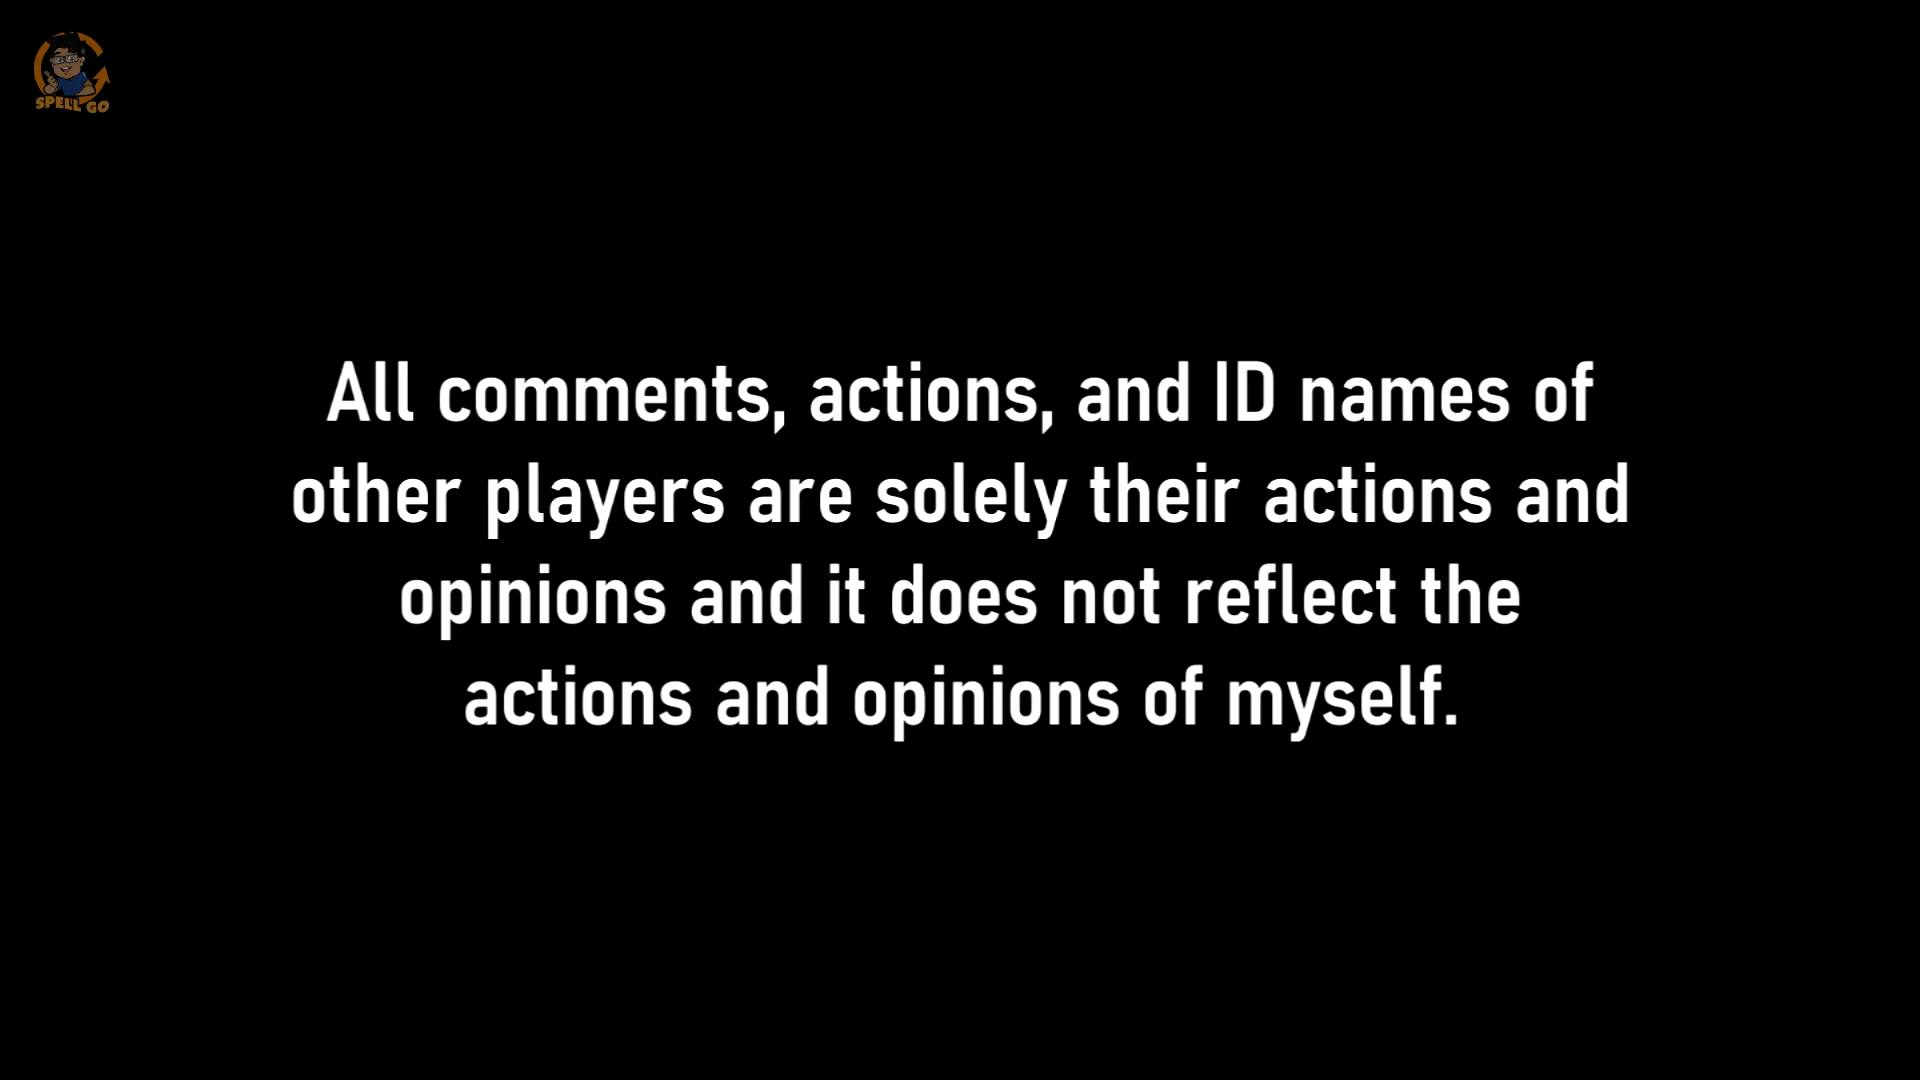 SPELL GO
All comments, actions, and ID names of
other players are solely their actions and
opinions and it does not reflect the
actions and opinions of myself.